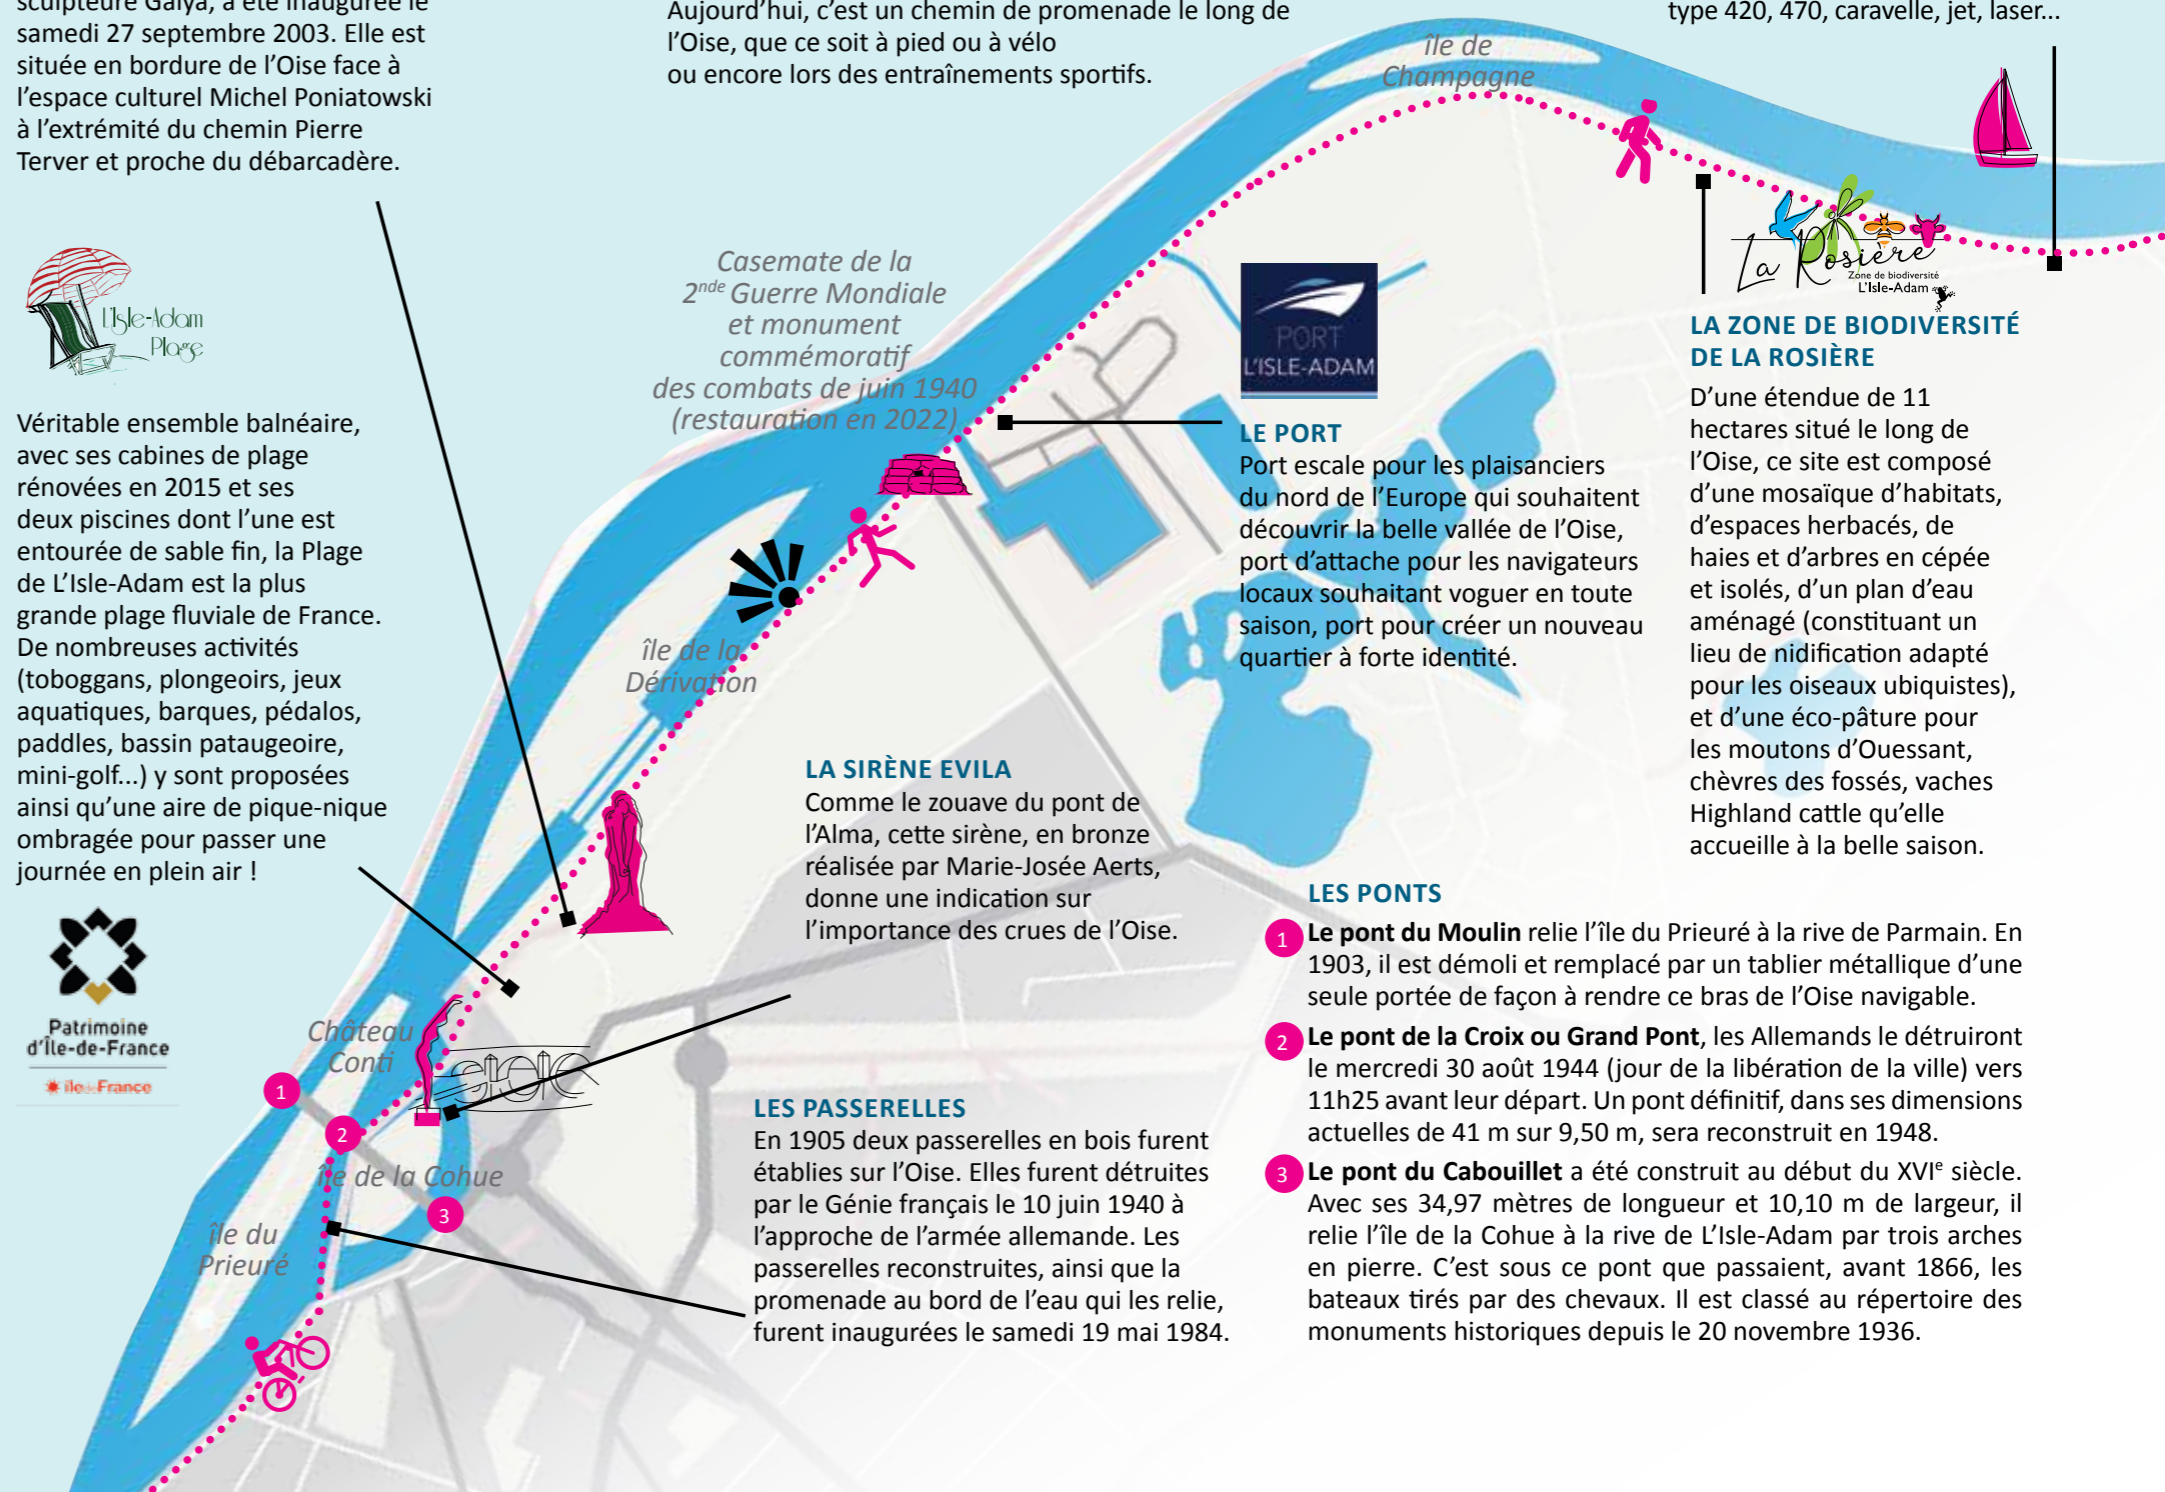 sculpteure Galya, a été inaugurée le
samedi 27 septembre 2003. Elle est
située en bordure de l'Oise face à
l'espace culturel Michel Poniatowski
à l'extrémité du chemin Pierre
Terver et proche du débarcadère.
Aujourd'hui, c'est un chemin de promenade le long de
l'Oise, que ce soit à pied ou à vélo
ou encore lors des entraînements sportifs.
type 420, 470, caravelle, jet, laser...
île de
Champagne
L'Isle-Adam
Plage
Véritable ensemble balnéaire,
avec ses cabines de plage
rénovées en 2015 et ses
deux piscines dont l'une est
entourée de sable fin, la Plage
de L'Isle-Adam est la plus
grande plage fluviale de France.
De nombreuses activités
(toboggans, plongeoirs, jeux
aquatiques, barques, pédalos,
paddles, bassin pataugeoire,
mini-golf...) y sont proposées
ainsi qu'une aire de pique-nique
ombragée pour passer une
journée en plein air !
Patrimoine
d'Île-de-France
île de France
Casemate de la
2nde Guerre Mondiale
et monument
commémoratif
des combats de juin 1940
(restauration en 2022)
PORT
L'ISLE-ADAM
LE PORT
Port escale pour les plaisanciers
du nord de l'Europe qui souhaitent
découvrir la belle vallée de l'Oise,
port d'attache pour les navigateurs
locaux souhaitant voguer en toute
saison, port pour créer un nouveau
quartier à forte identité.
La Rosière
Zone de biodiversité
L'Isle-Adam
LA ZONE DE BIODIVERSITÉ
DE LA ROSIÈRE
D'une étendue de 11
hectares situé le long de
l'Oise, ce site est composé
d'une mosaïque d'habitats,
d'espaces herbacés, de
haies et d'arbres en cépée
et isolés, d'un plan d'eau
aménagé (constituant un
lieu de nidification adapté
pour les oiseaux ubiquistes),
et d'une éco-pâture pour
les moutons d'Ouessant,
chèvres des fossés, vaches
Highland cattle qu'elle
accueille à la belle saison.
île de la
Dérivation
LA SIRÈNE EVILA
Comme le zouave du pont de
l'Alma, cette sirène, en bronze
réalisée par Marie-Josée Aerts,
donne une indication sur
l'importance des crues de l'Oise.
Château
Conti
1
2
île de la Cohue
3
île du
Prieuré
LES PASSERELLES
En 1905 deux passerelles en bois furent
établies sur l'Oise. Elles furent détruites
par le Génie français le 10 juin 1940 à
l'approche de l'armée allemande. Les
passerelles reconstruites, ainsi que la
promenade au bord de l'eau qui les relie,
furent inaugurées le samedi 19 mai 1984.
LES PONTS
1 Le pont du Moulin relie l'île du Prieuré à la rive de Parmain. En
1903, il est démoli et remplacé par un tablier métallique d'une
seule portée de façon à rendre ce bras de l'Oise navigable.
2 Le pont de la Croix ou Grand Pont, les Allemands le détruiront
le mercredi 30 août 1944 (jour de la libération de la ville) vers
11h25 avant leur départ. Un pont définitif, dans ses dimensions
actuelles de 41 m sur 9,50 m, sera reconstruit en 1948.
3 Le pont du Cabouillet a été construit au début du XVIe siècle.
Avec ses 34,97 mètres de longueur et 10,10 m de largeur, il
relie l'île de la Cohue à la rive de L'Isle-Adam par trois arches
en pierre. C'est sous ce pont que passaient, avant 1866, les
bateaux tirés par des chevaux. Il est classé au répertoire des
monuments historiques depuis le 20 novembre 1936.